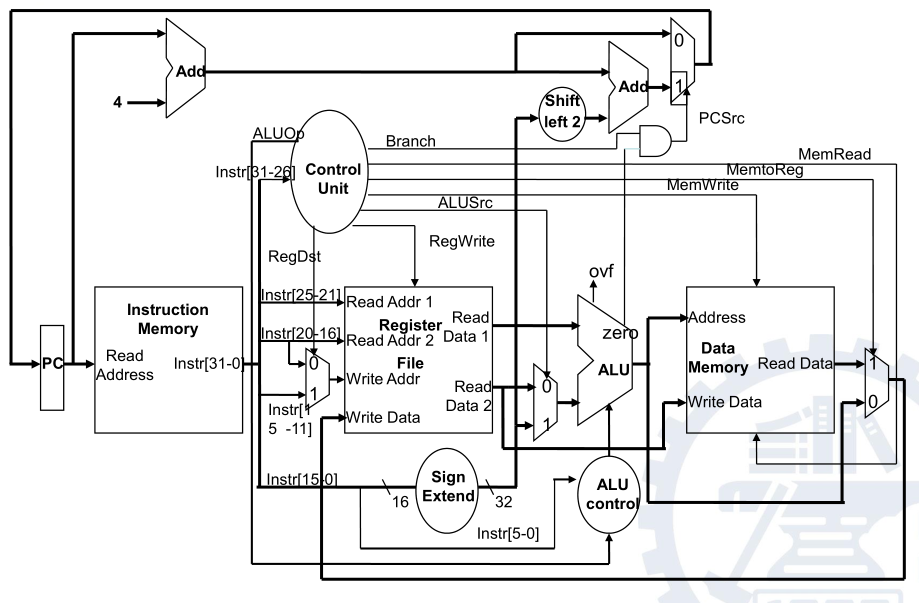 0
Add
Add
4
1
Shift
left 2
PCSrc
ALUOp
Branch
MemRead
Instr[31-26]
Control
Unit
MemtoReg
MemWrite
ALUSrc
RegWrite
RegDst
ovf
Instruction
Memory
Instr[25-21]
Read Addr 1
Register
File
Read
Data 1
zero
Address
Instr[20-16]
Read Addr 2
PC
Read
Address
Instr[31-0]
0
Write Addr
ALU
Data
Memory
Read Data
1
1
Read
Data 2
0
Instr[1
5 -11]
Write Data
1
Write Data
0
Instr[15-0]
Sign
Extend
16
32
ALU
control
Instr[5-0]